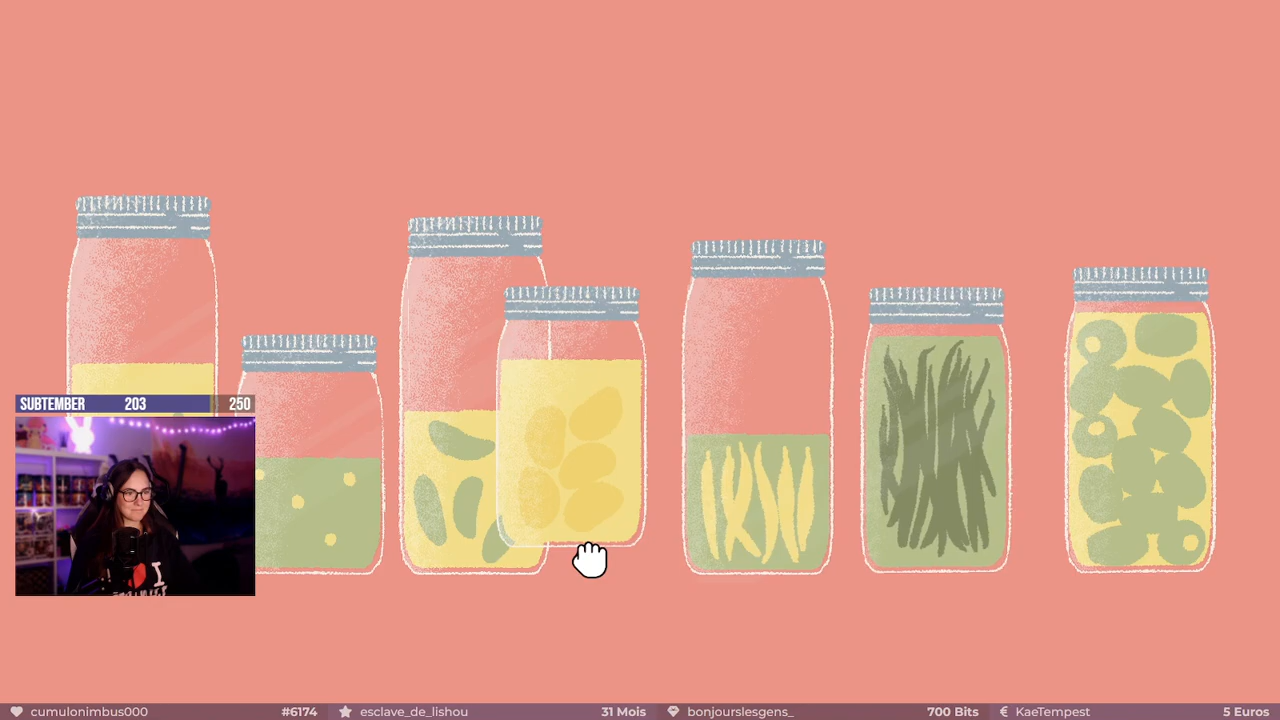 SUBTEMBER 203 250
I
cumulonimbus000 #6174 esclave_de_lishou 31 Mois bonjourslesgens_ 700 Bits € KaeTempest 5 Euros